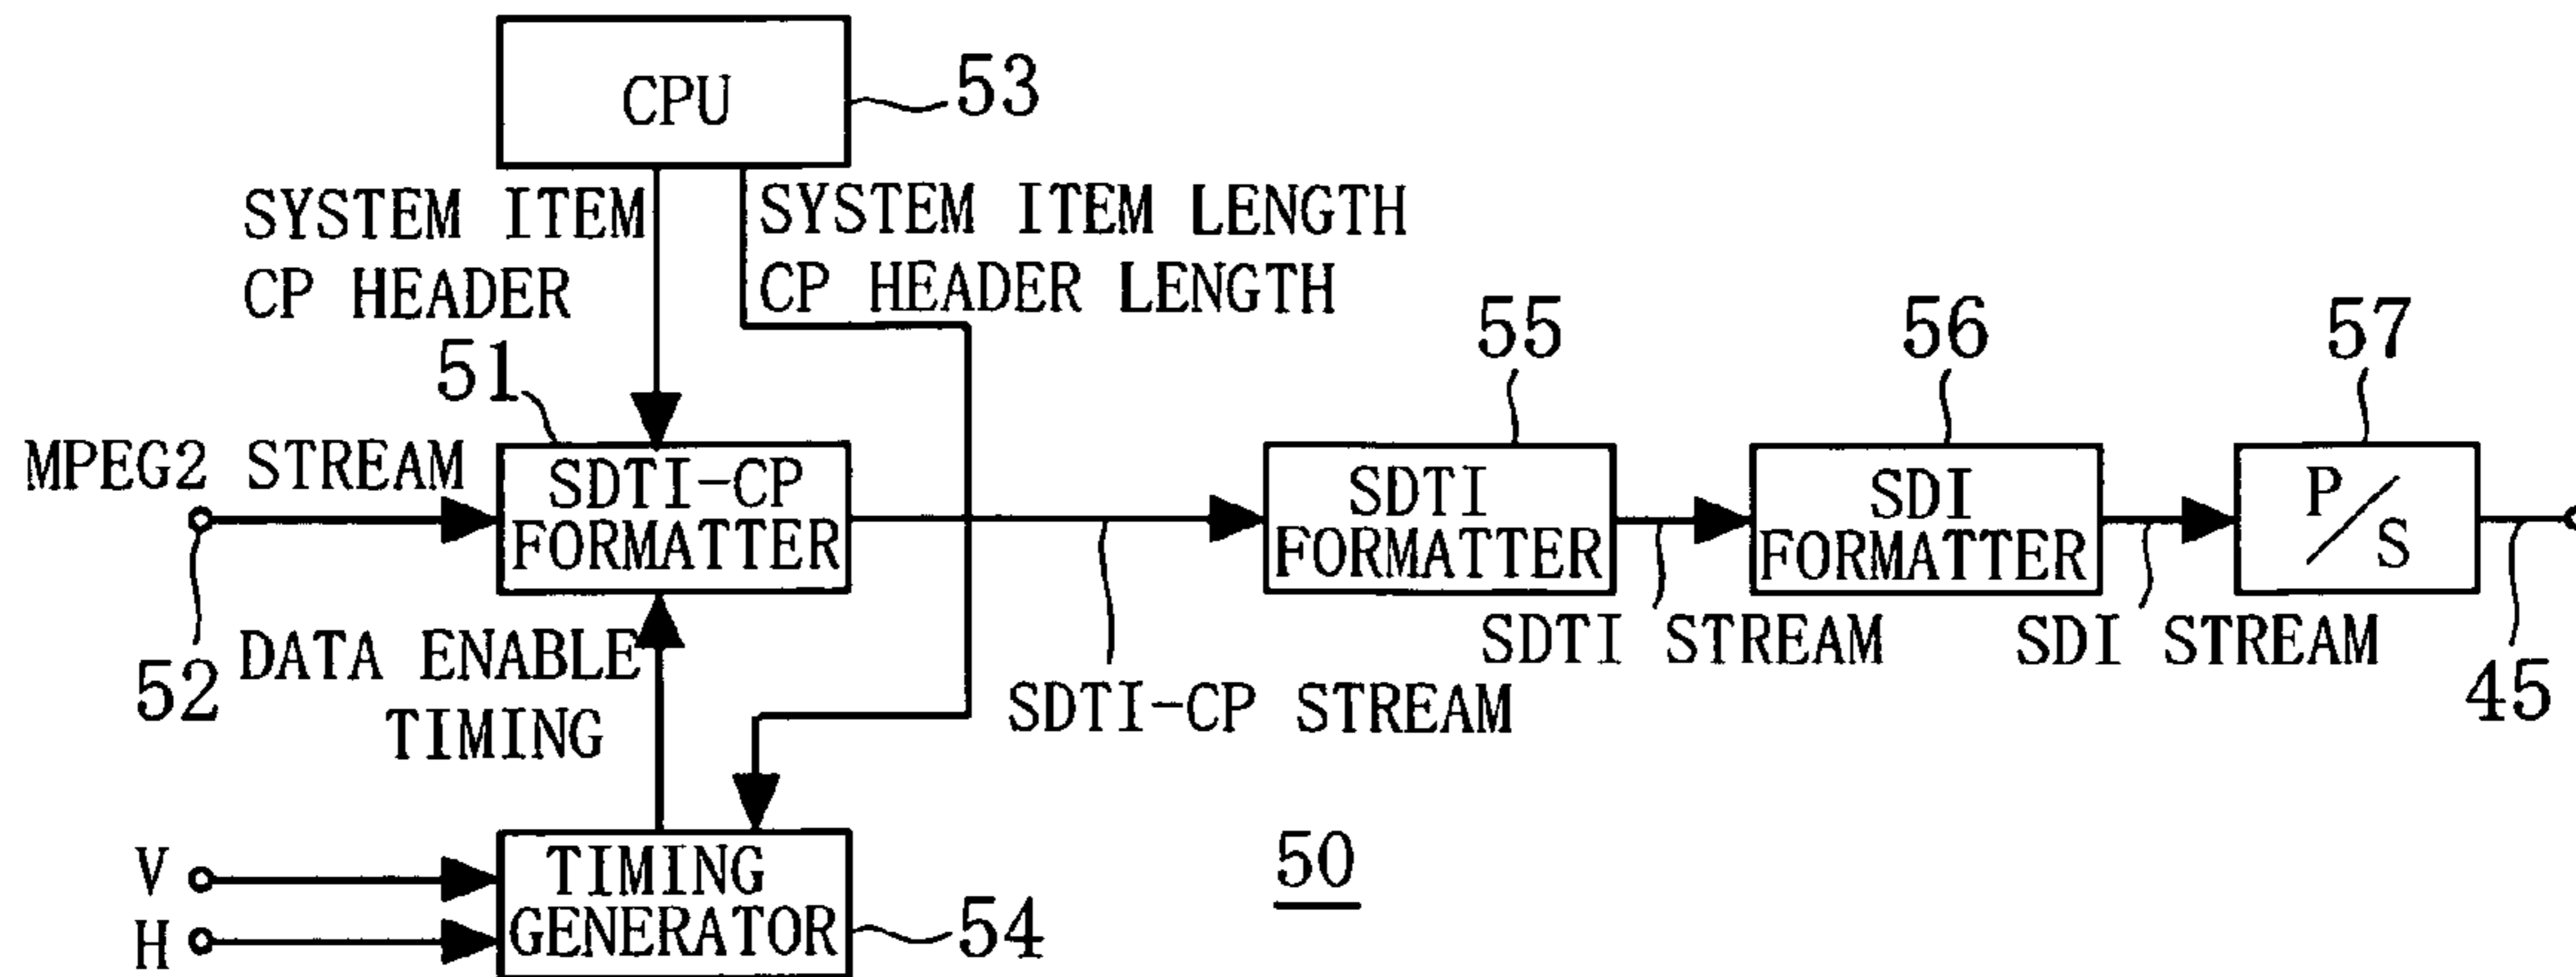 CPU
53
SYSTEM ITEM
CP HEADER
SYSTEM ITEM LENGTH
CP HEADER LENGTH
51
55
56
57
MPEG2 STREAM
SDTI-CP
FORMATTER
SDTI
FORMATTER
SDI
FORMATTER
P/S
52
DATA ENABLE
TIMING
SDTI-CP STREAM
SDTI STREAM
SDI STREAM
45
V
H
TIMING
GENERATOR
54
50